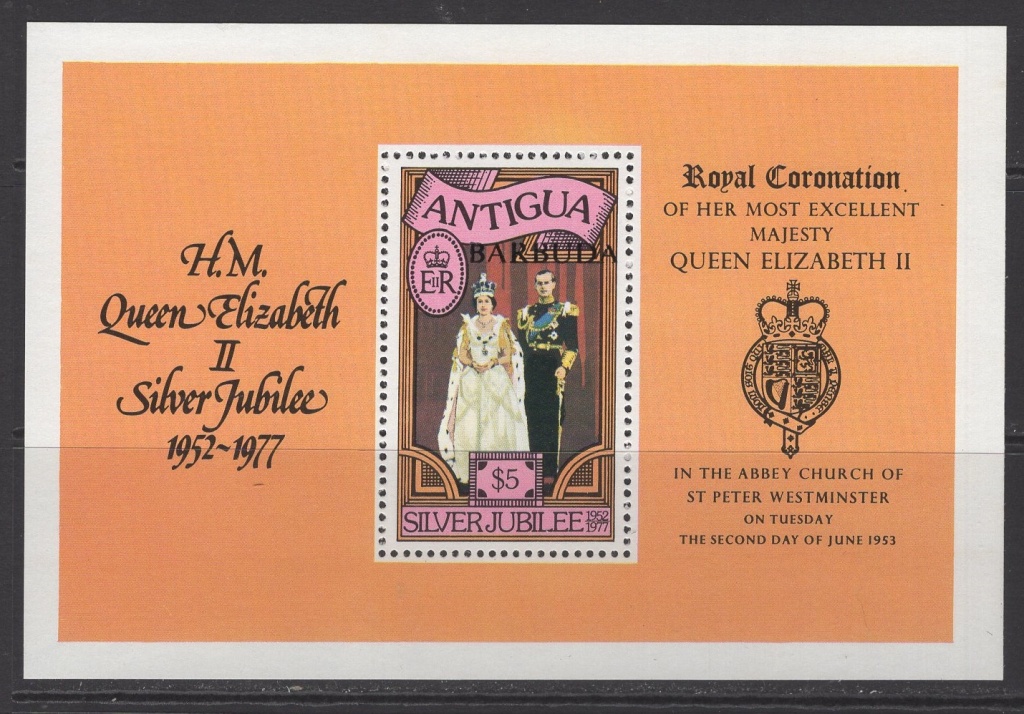 H.M.
Queen Elizabeth
II
Silver Jubilee
1952~1977
ANTIGUA
BARBUDA
EIIR
$5
SILVER JUBILEE 1952 1977
Royal Coronation
OF HER MOST EXCELLENT
MAJESTY
QUEEN ELIZABETH II
IN THE ABBEY CHURCH OF
ST PETER WESTMINSTER
ON TUESDAY
THE SECOND DAY OF JUNE 1953